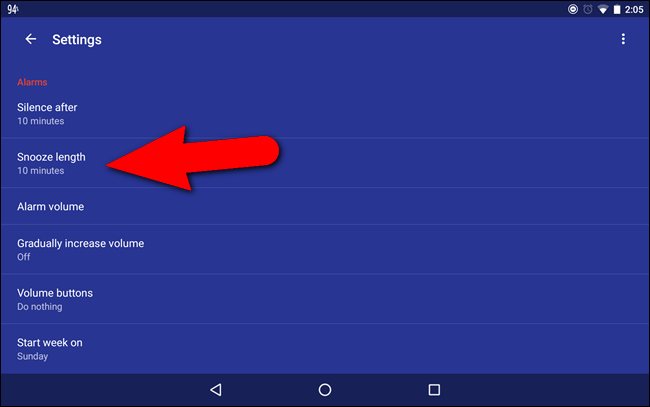 94% 2:05
Settings
Alarms
Silence after
10 minutes
Snooze length
10 minutes
Alarm volume
Gradually increase volume
Off
Volume buttons
Do nothing
Start week on
Sunday